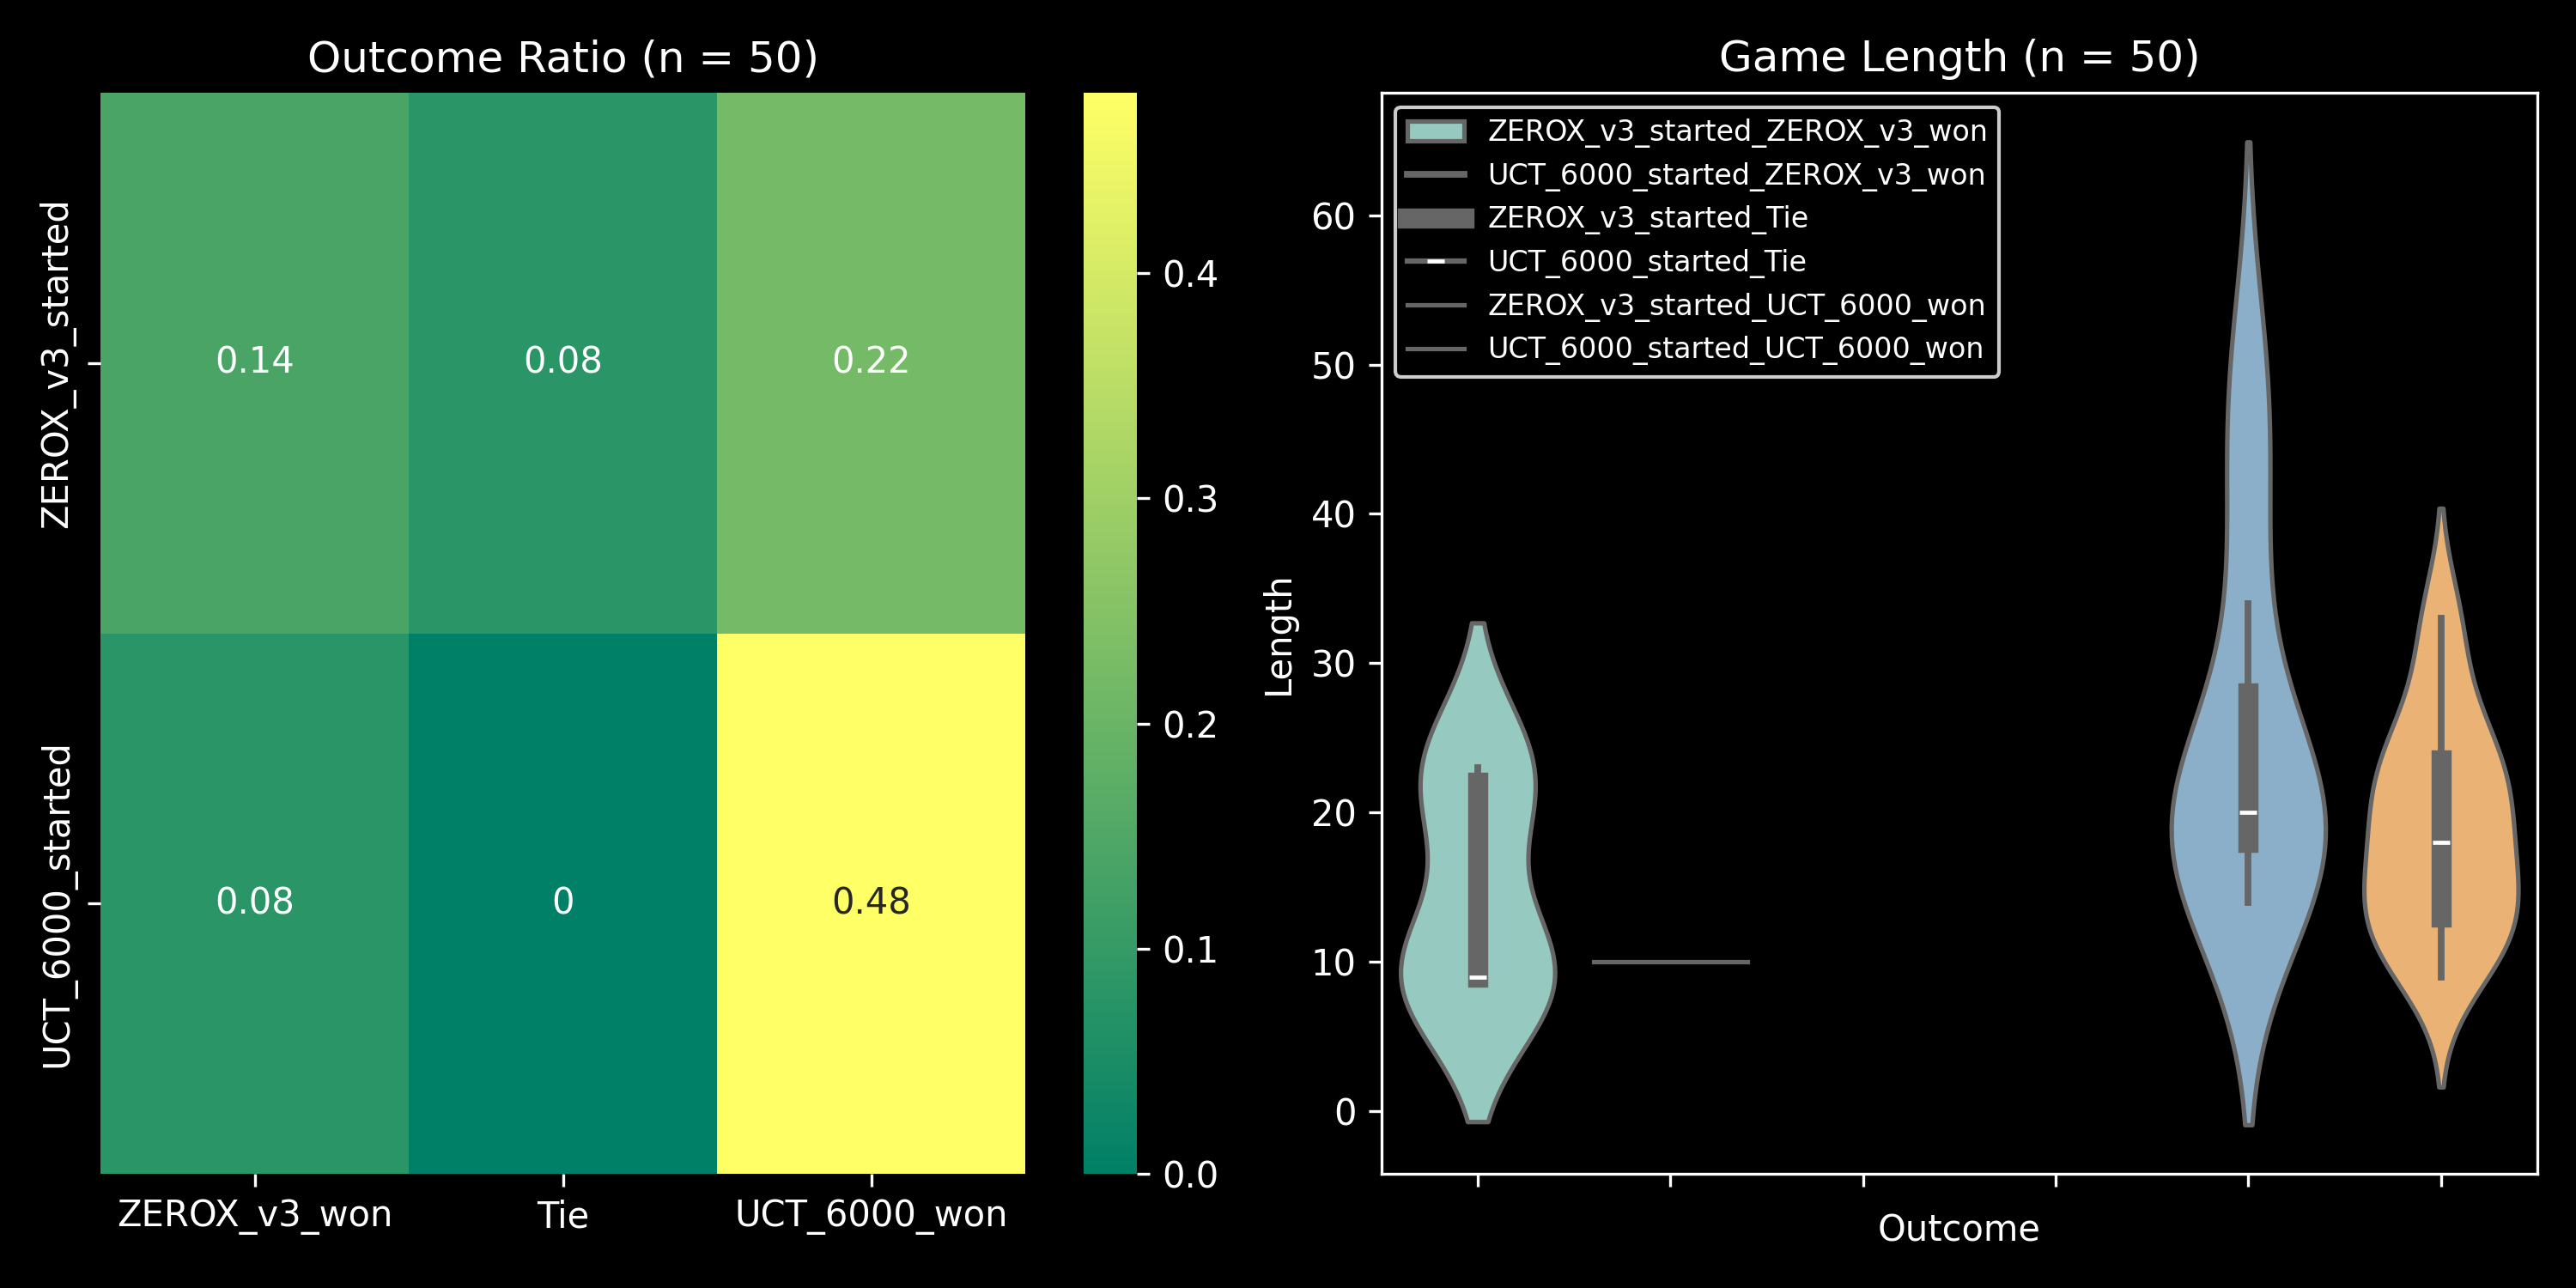 Outcome Ratio (n = 50)
ZEROX_v3_started
UCT_6000_started
0.14
0.08
0.22
0.08
0
0.48
ZEROX_v3_won
Tie
UCT_6000_won
0.4
0.3
0.2
0.1
0.0
Game Length (n = 50)
ZEROX_v3_started_ZEROX_v3_won
UCT_6000_started_ZEROX_v3_won
ZEROX_v3_started_Tie
UCT_6000_started_Tie
ZEROX_v3_started_UCT_6000_won
UCT_6000_started_UCT_6000_won
Length
60
50
40
30
20
10
0
Outcome